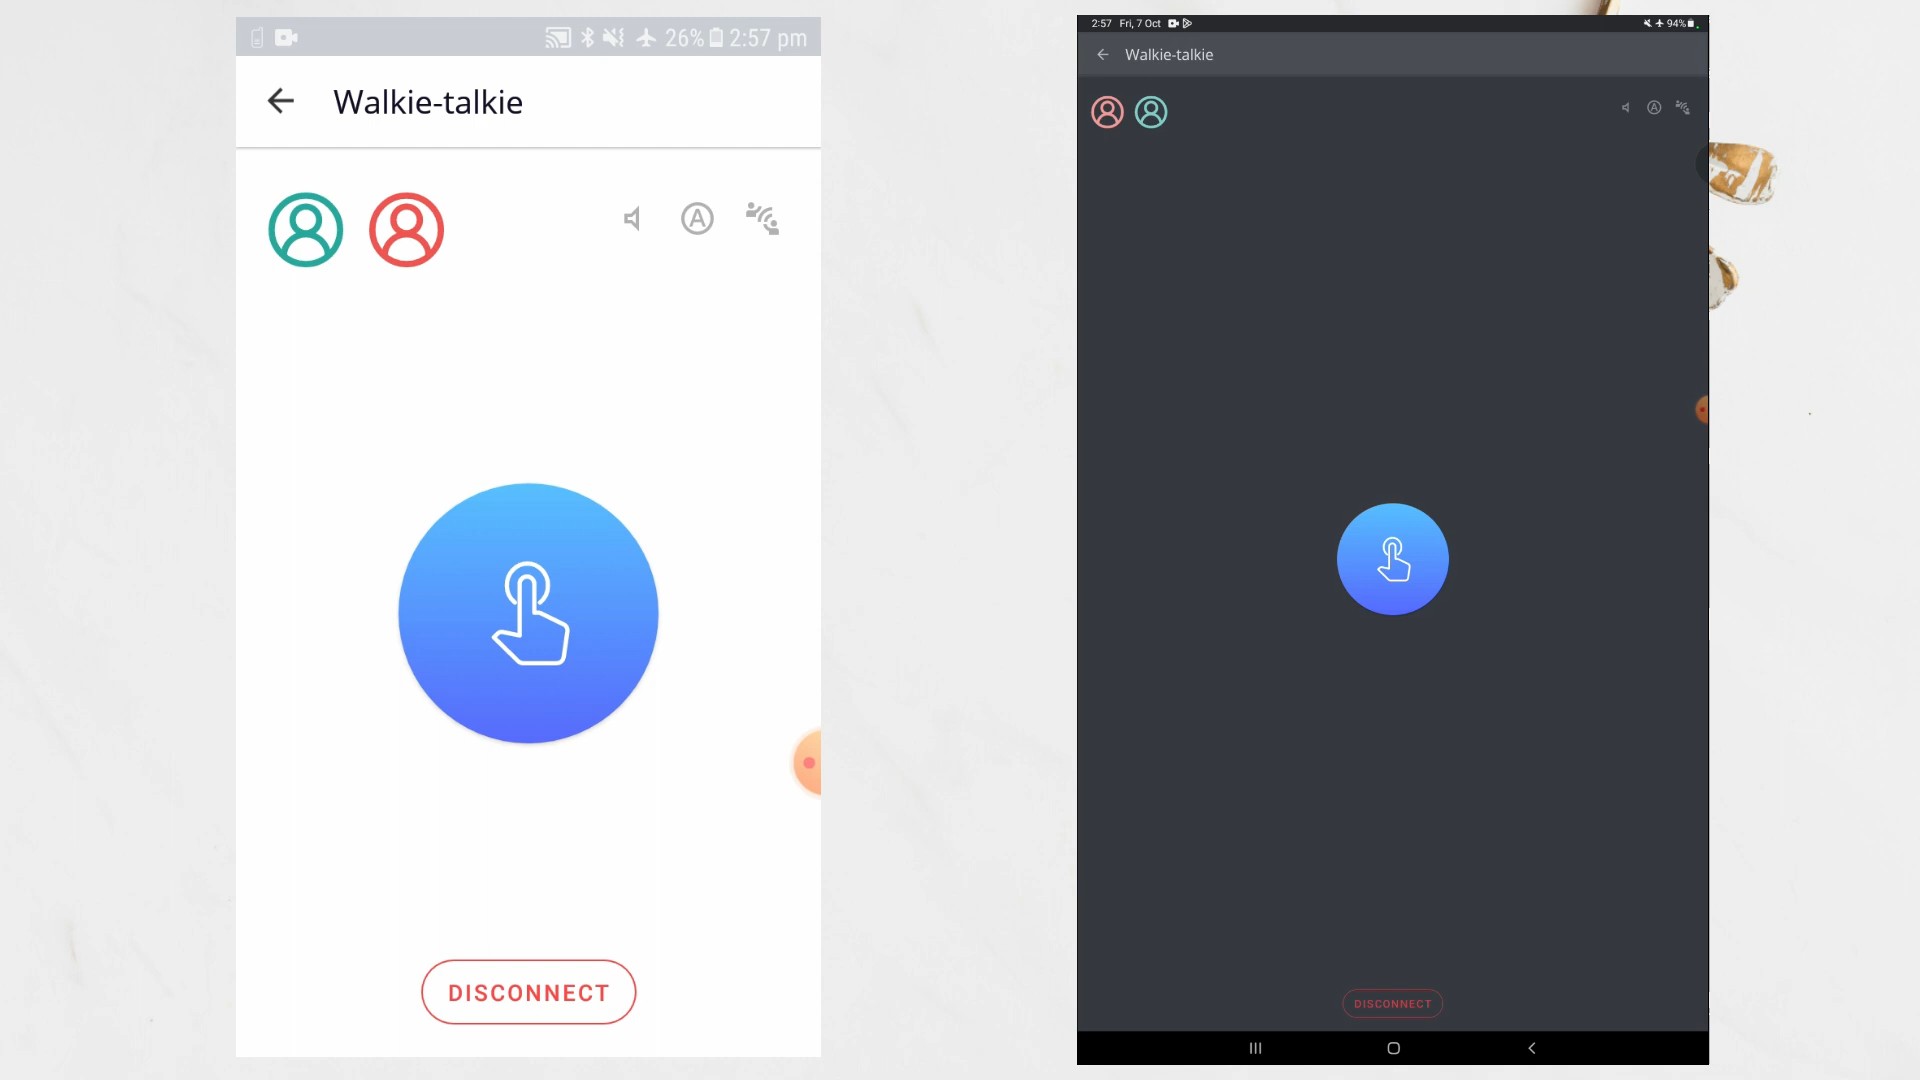 26% 2:57 pm
Walkie-talkie
A
DISCONNECT
2:57 Fri, 7 Oct 94%
Walkie-talkie
A
DISCONNECT